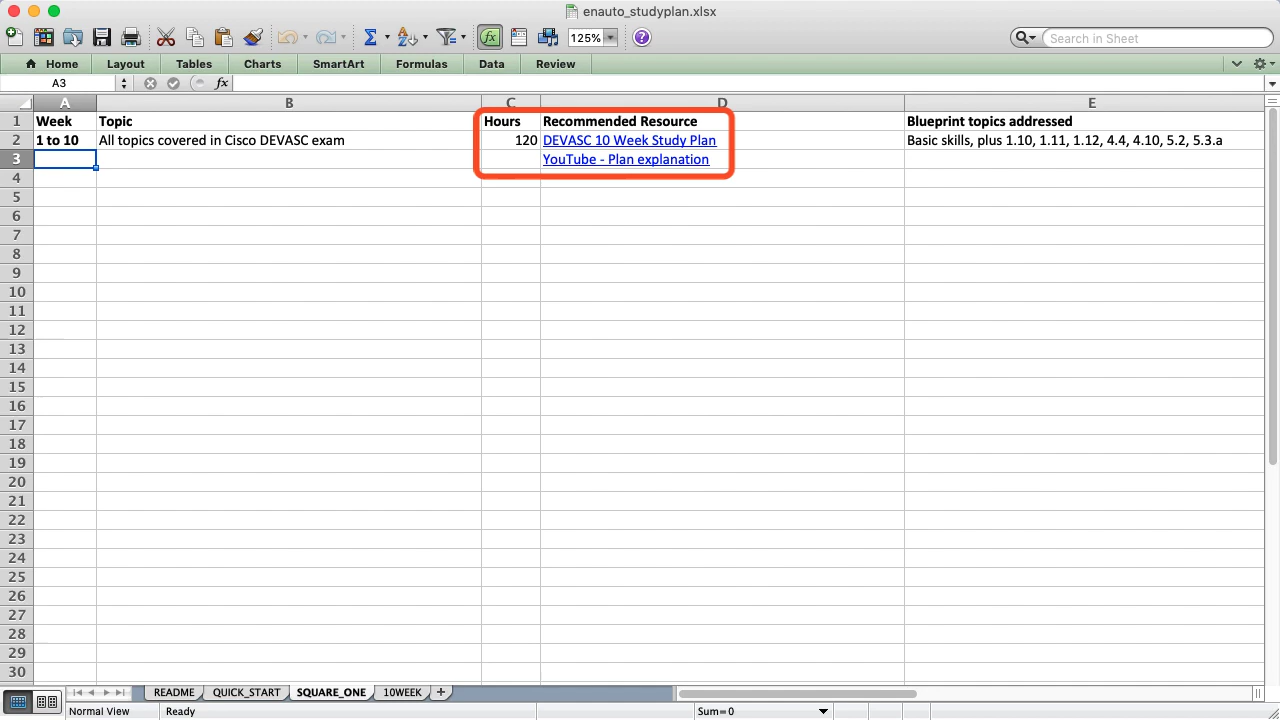 enauto_studyplan.xlsx
125%
Search in Sheet
Home Layout Tables Charts SmartArt Formulas Data Review
A3 fx
A B C D E
1 Week Topic Hours Recommended Resource Blueprint topics addressed
2 1 to 10 All topics covered in Cisco DEVASC exam 120 DEVASC 10 Week Study Plan Basic skills, plus 1.10, 1.11, 1.12, 4.4, 4.10, 5.2, 5.3.a
3 YouTube - Plan explanation
4
5
6
7
8
9
10
11
12
13
14
15
16
17
18
19
20
21
22
23
24
25
26
27
28
29
30
README QUICK_START SQUARE_ONE 10WEEK +
Normal View Ready Sum=0